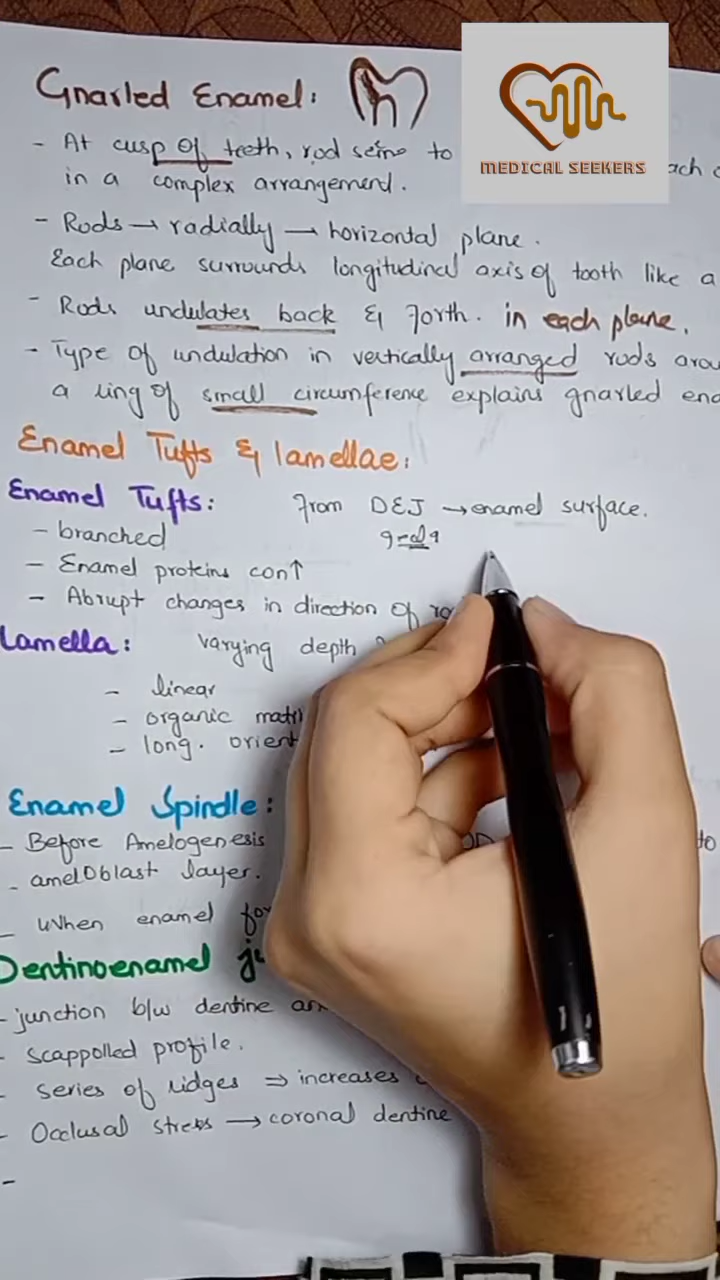 Gnarled Enamel:
MEDICAL SEEKERS
- At cusp of teeth, rod seems to
in a complex arrangement.
- Rods → radially → horizontal plane.
Each plane surrounds longitudinal axis of tooth like a
- Rods undulates back & forth. in each plane.
- Type of undulation in vertically arranged rods
a ring of small circumference explains gnarled
Enamel Tufts & lamellae:
Enamel Tufts: from DEJ → enamel surface.
- branched
- Enamel proteins con↑
- Abrupt changes in direction of
Lamella: varying depth
- linear
- organic
- long.
Enamel Spindle:
- Before Amelogenesis
to
- ameloblast layer.
- When enamel
Dentinoenamel
- junction b/w dentine
- scappolled profile.
- series of ridges ⇒ increases
- Occlusal stress → coronal dentine
-